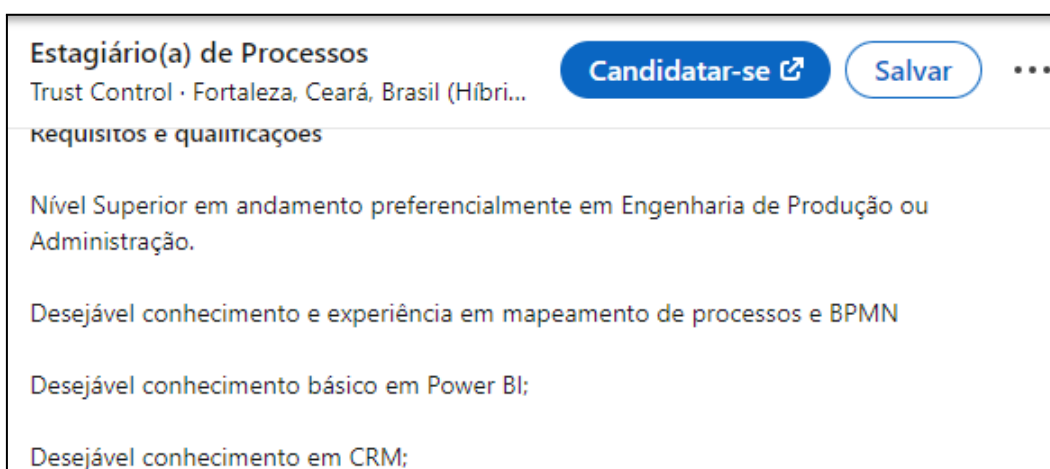 Estagiário(a) de Processos
Candidatar-se
Salvar
Trust Control · Fortaleza, Ceará, Brasil (Híbri...
Requisitos e qualificações
Nível Superior em andamento preferencialmente em Engenharia de Produção ou
Administração.
Desejável conhecimento e experiência em mapeamento de processos e BPMN
Desejável conhecimento básico em Power BI;
Desejável conhecimento em CRM;